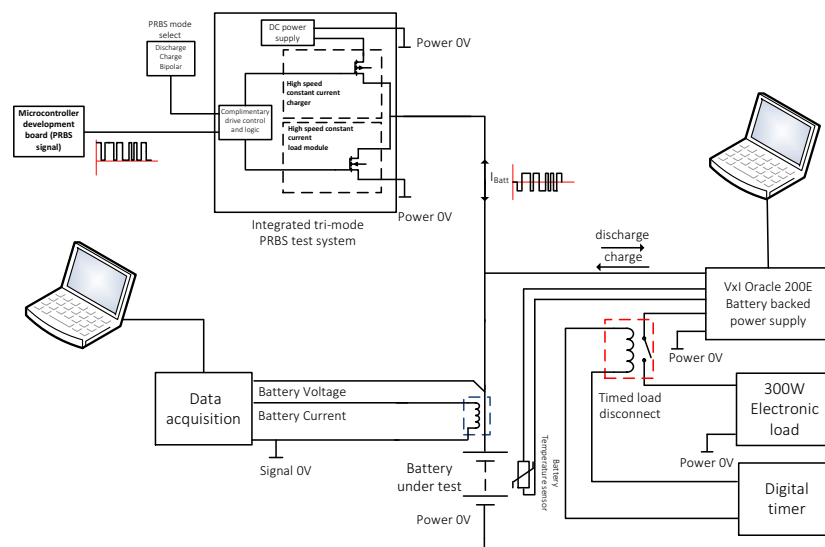 PRBS mode
select
Discharge
Charge
Bipolar
DC power
supply
Power 0V
High speed
constant current
charger
Microcontroller
development
board (PRBS
signal)
Complimentary
drive control
and logic
High speed constant
current
load module
Power 0V
Integrated tri-mode
PRBS test system
IBatt
discharge
charge
VxI Oracle 200E
Battery backed
power supply
Power 0V
Timed load
disconnect
300W
Electronic
load
Power 0V
Data
acquisition
Battery Voltage
Battery Current
Signal 0V
Battery
under test
Power 0V
Battery
Temperature sensor
Digital
timer